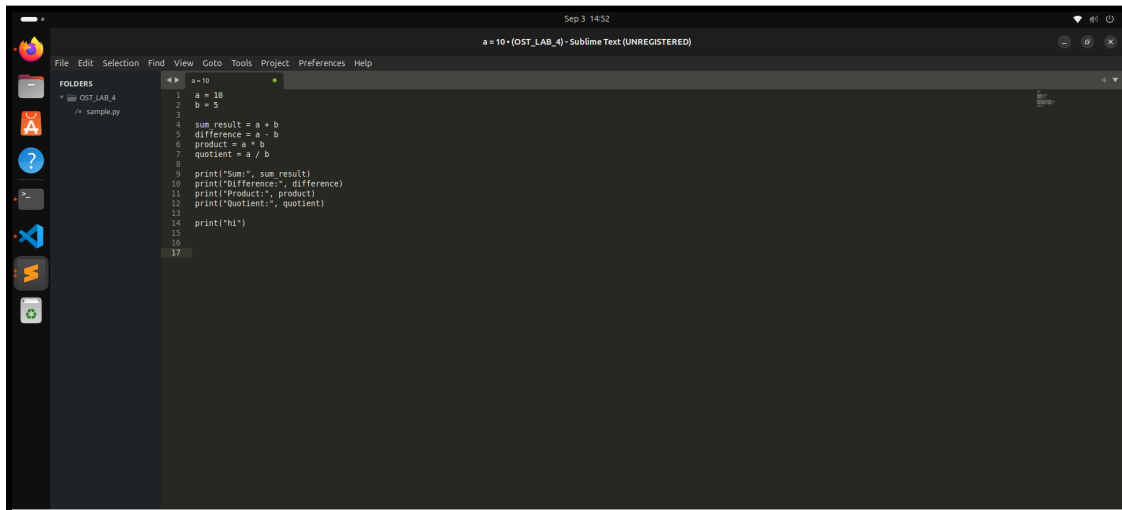 Sep 3 14:52
a = 10 • (OST_LAB_4) - Sublime Text (UNREGISTERED)
File Edit Selection Find View Goto Tools Project Preferences Help
FOLDERS
OST_LAB_4
/* sample.py
a = 10
1 a = 10
2 b = 5
3
4 sum_result = a + b
5 difference = a - b
6 product = a * b
7 quotient = a / b
8
9 print("Sum:", sum_result)
10 print("Difference:", difference)
11 print("Product:", product)
12 print("Quotient:", quotient)
13
14 print("hi")
15
16
17